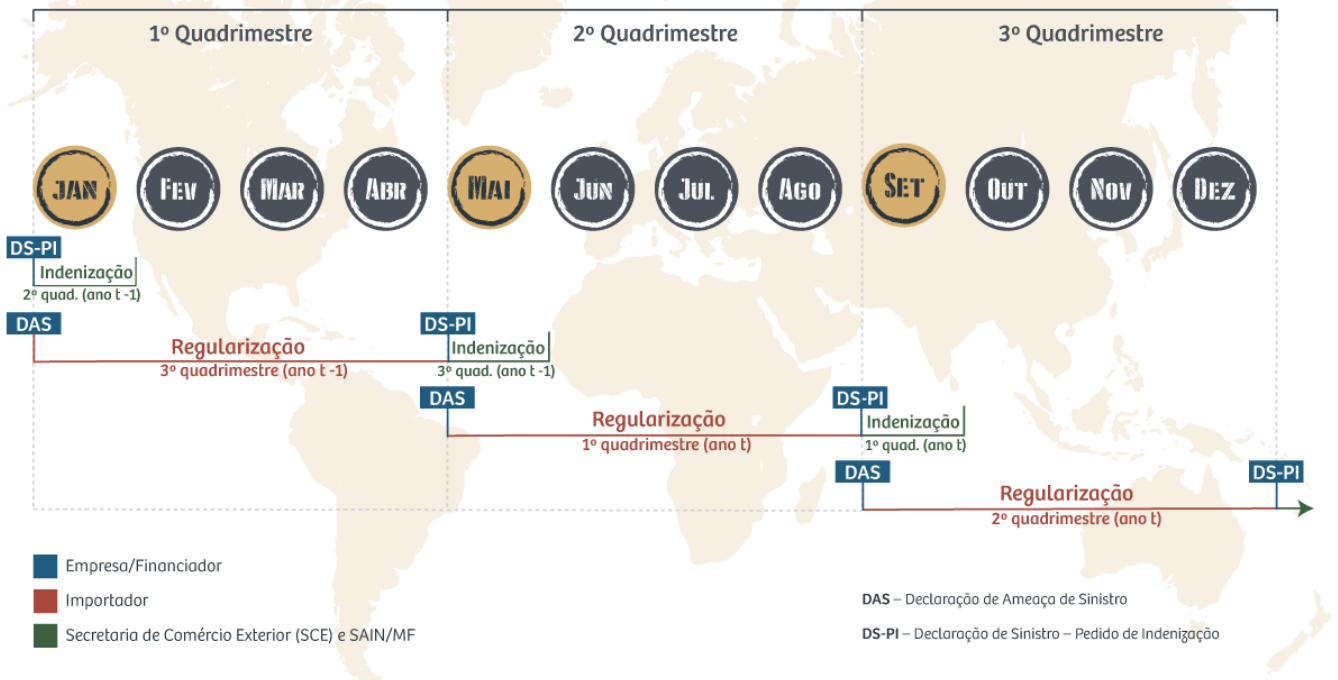 1º Quadrimestre
2º Quadrimestre
3º Quadrimestre
JAN
FEV
MAR
ABR
MAI
JUN
JUL
AGO
SET
OUT
NOV
DEZ
DS-PI
Indenização
2º quad. (ano t -1)
DAS
Regularização
3º quadrimestre (ano t -1)
DS-PI
Indenização
3º quad. (ano t -1)
DAS
Regularização
1º quadrimestre (ano t)
DS-PI
Indenização
1º quad. (ano t)
DAS
Regularização
2º quadrimestre (ano t)
DS-PI
Empresa/Financiador
Importador
Secretaria de Comércio Exterior (SCE) e SAIN/MF
DAS – Declaração de Ameaça de Sinistro
DS-PI – Declaração de Sinistro – Pedido de Indenização